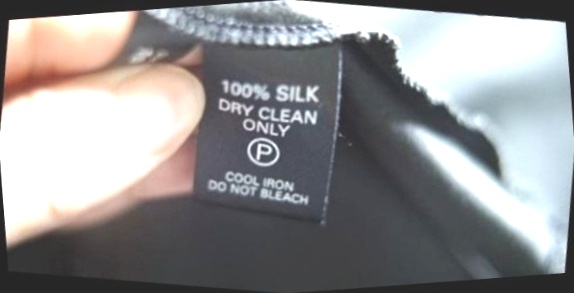 100% SILK
DRY CLEAN
ONLY
P
COOL IRON
DO NOT BLEACH